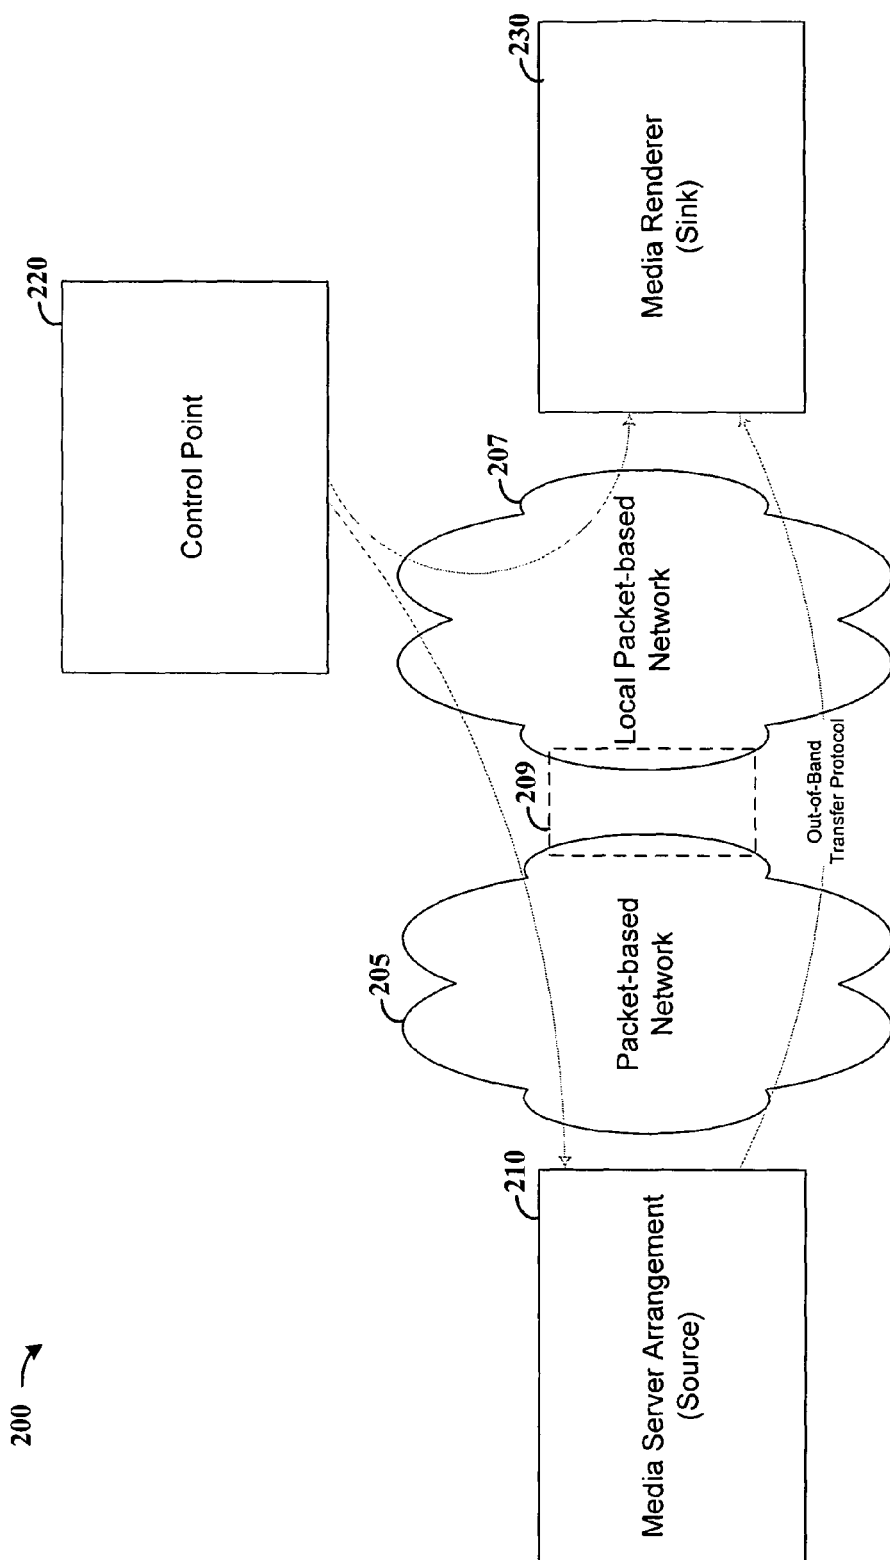 200
220
Control Point
210
Media Server Arrangement
(Source)
205
Packet-based
Network
209
207
Local Packet-based
Network
230
Media Renderer
(Sink)
Out-of-Band
Transfer Protocol